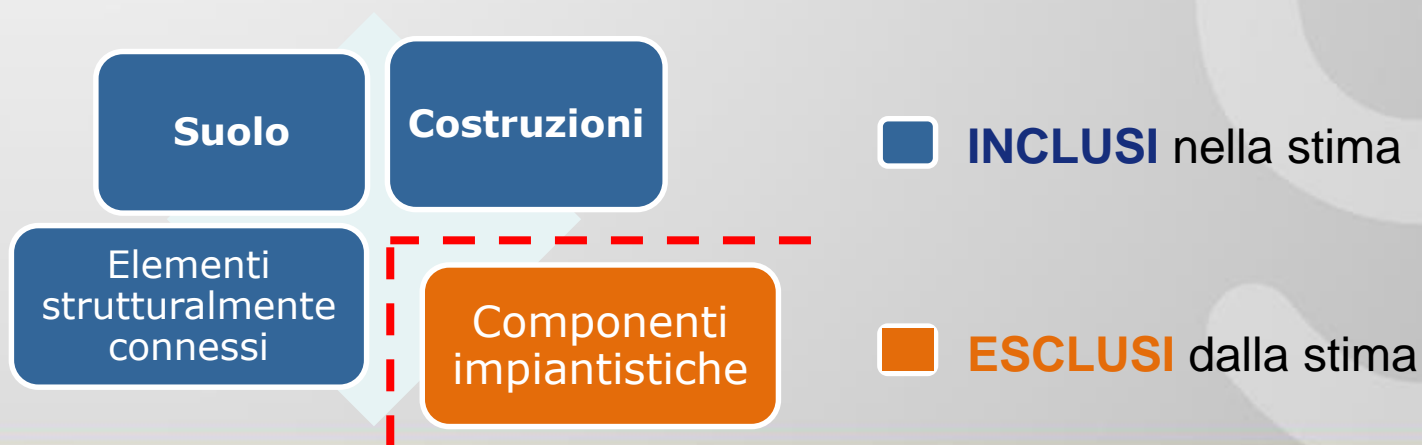 Suolo
Costruzioni
INCLUSI nella stima
Elementi
strutturalmente
connessi
Componenti
impiantistiche
ESCLUSI dalla stima